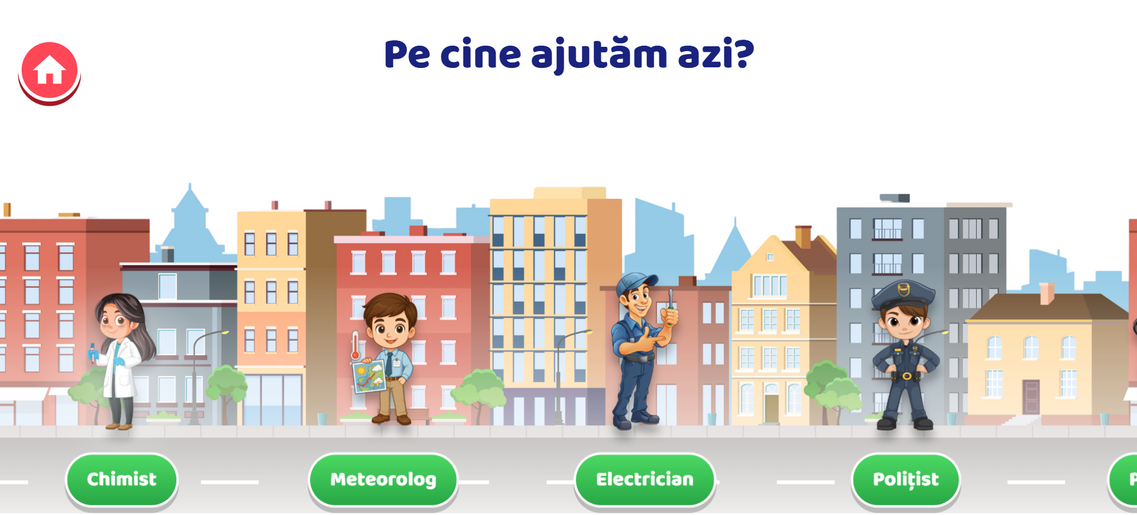 Pe cine ajutăm azi?
Chimist
Meteorolog
Electrician
Polițist